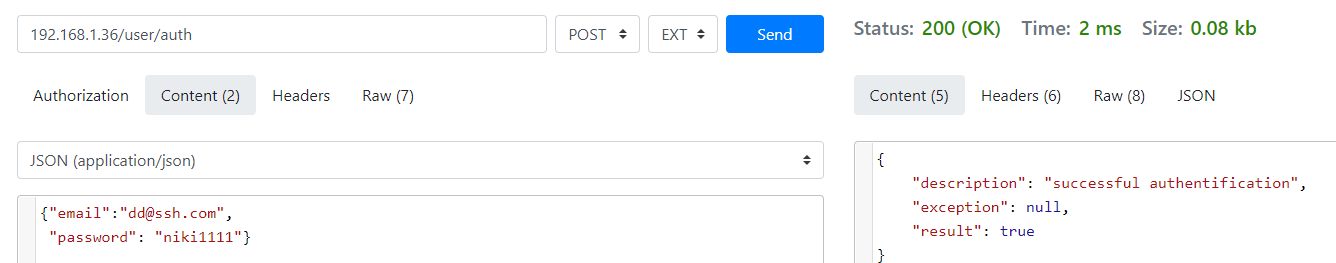 192.168.1.36/user/auth
POST
EXT
Send
Status: 200 (OK) Time: 2 ms Size: 0.08 kb
Authorization
Content (2)
Headers
Raw (7)
Content (5)
Headers (6)
Raw (8)
JSON
JSON (application/json)
{"email":"dd@ssh.com",
"password": "niki1111"}
{
"description": "successful authentification",
"exception": null,
"result": true
}